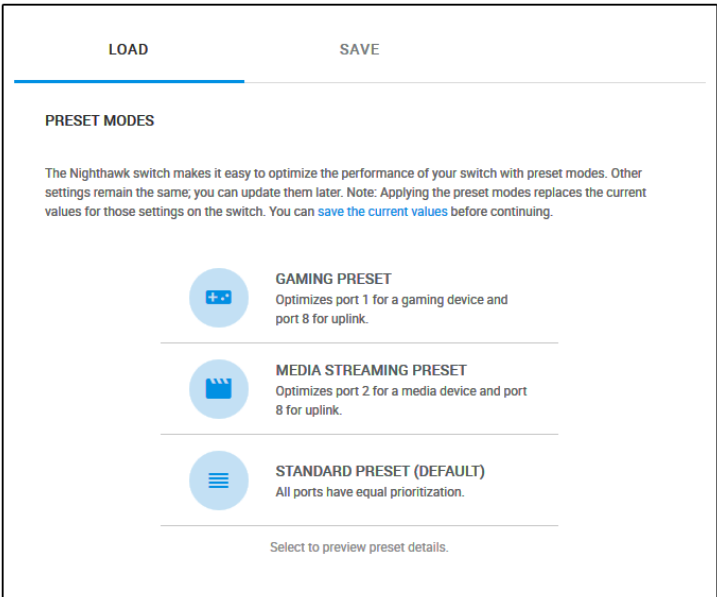 LOAD
SAVE
PRESET MODES
The Nighthawk switch makes it easy to optimize the performance of your switch with preset modes. Other
settings remain the same; you can update them later. Note: Applying the preset modes replaces the current
values for those settings on the switch. You can save the current values before continuing.
GAMING PRESET
Optimizes port 1 for a gaming device and
port 8 for uplink.
MEDIA STREAMING PRESET
Optimizes port 2 for a media device and port
8 for uplink.
STANDARD PRESET (DEFAULT)
All ports have equal prioritization.
Select to preview preset details.